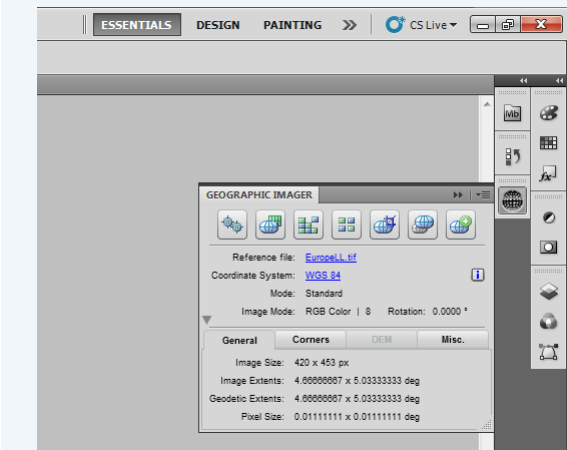 ESSENTIALS DESIGN PAINTING CS Live
Mb
GEOGRAPHIC IMAGER
fx
Reference file: EuropeLL.tif
Coordinate System: WGS 84
Mode: Standard
Image Mode: RGB Color | 8 Rotation: 0.0000 °
General Corners DEM Misc.
Image Size: 420 x 453 px
Image Extents: 4.66666667 x 5.03333333 deg
Geodetic Extents: 4.66666667 x 5.03333333 deg
Pixel Size: 0.01111111 x 0.01111111 deg